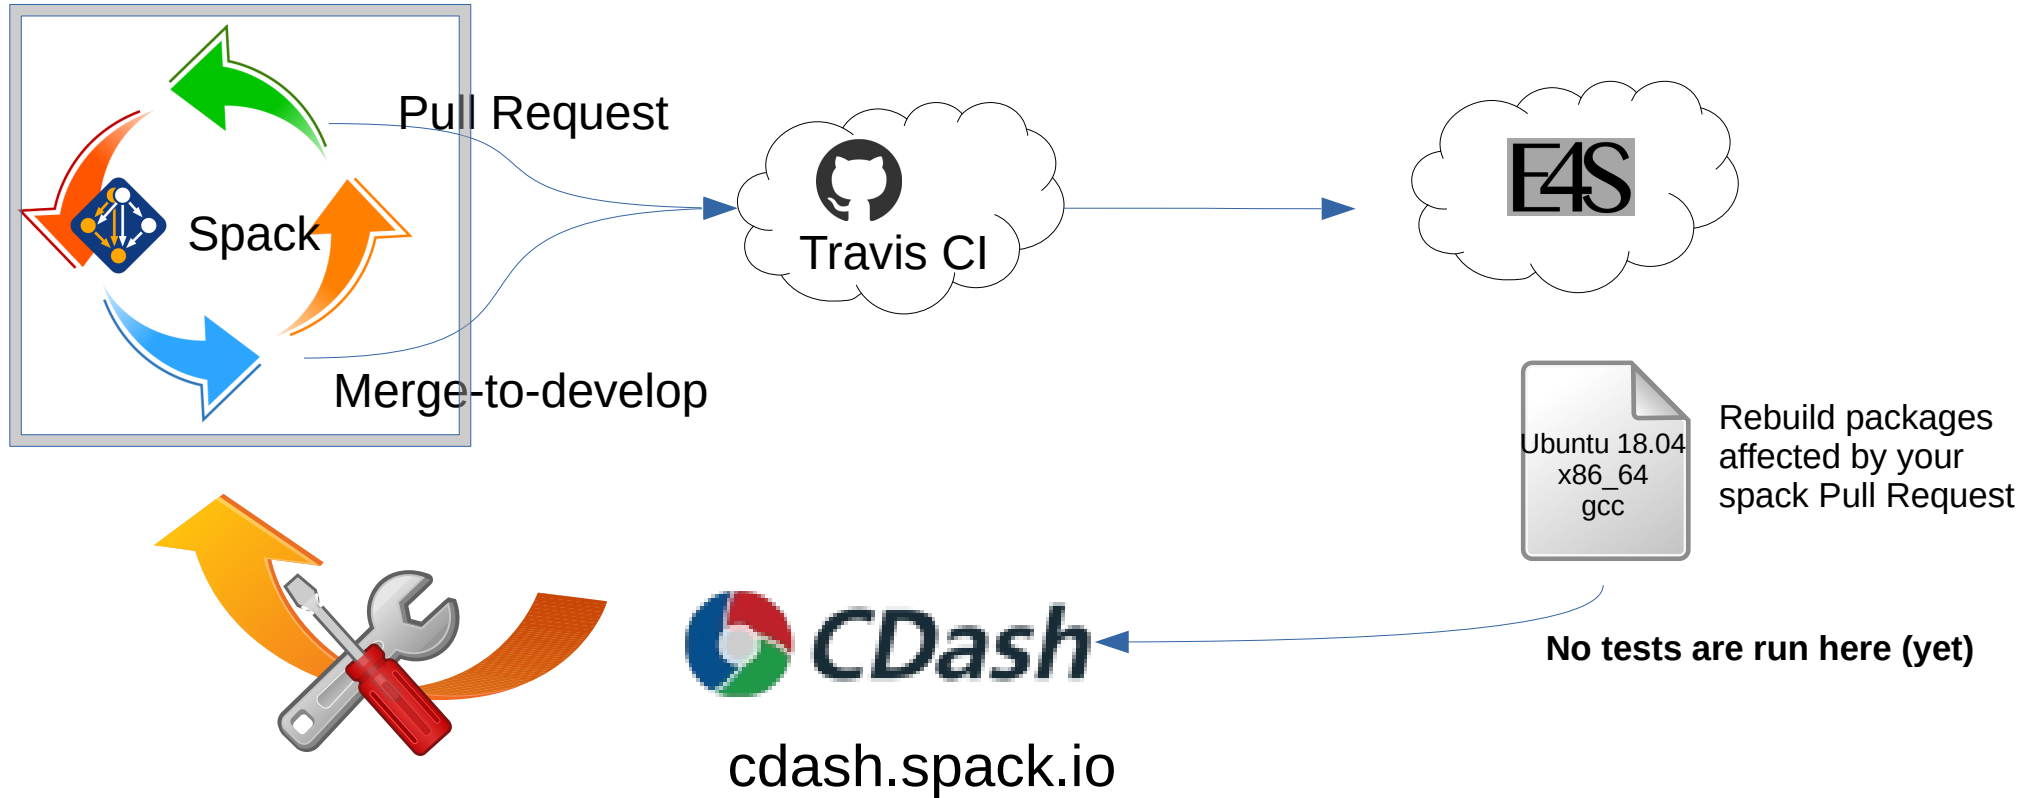 Pull Request
Spack
Travis CI
E4S
Merge-to-develop
Ubuntu 18.04
x86_64
gcc
Rebuild packages
affected by your
spack Pull Request
No tests are run here (yet)
CDash
cdash.spack.io